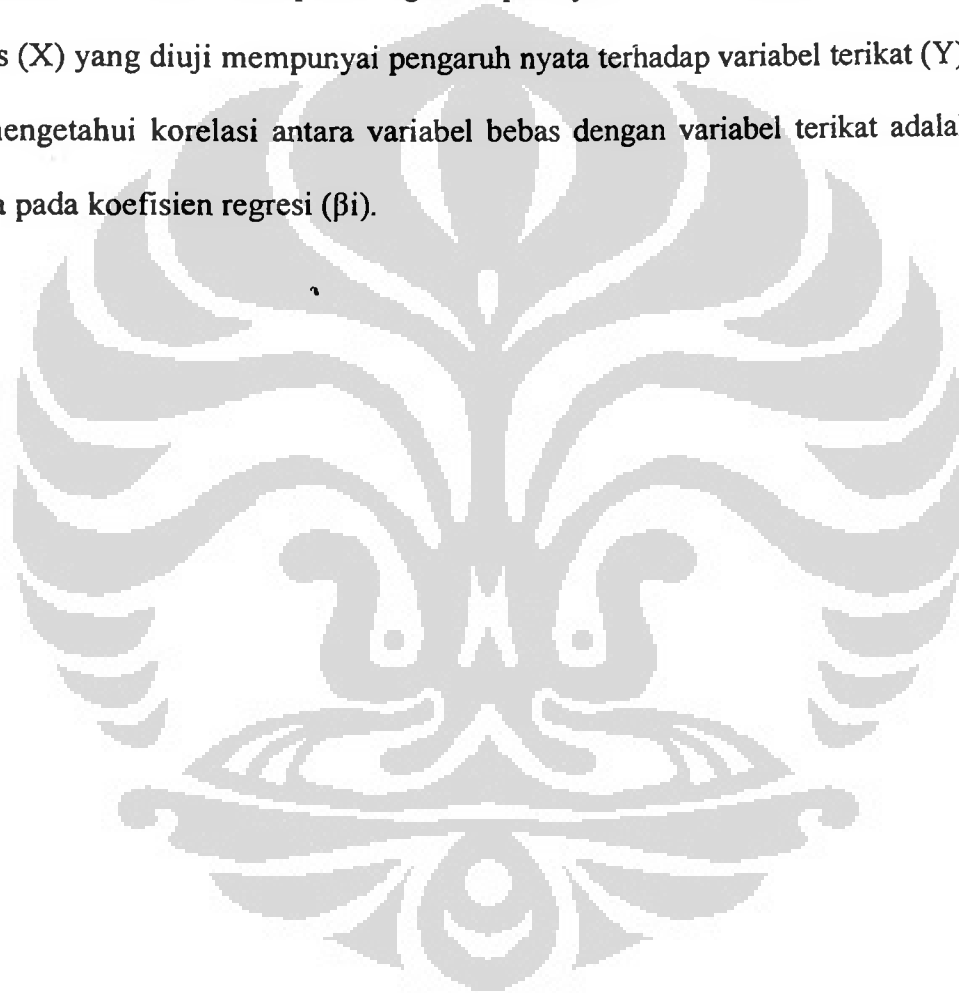 s (X) yang diuji mempunyai pengaruh nyata terhadap variabel terikat (Y)
mengetahui korelasi antara variabel bebas dengan variabel terikat adalah
a pada koefisien regresi (βi).